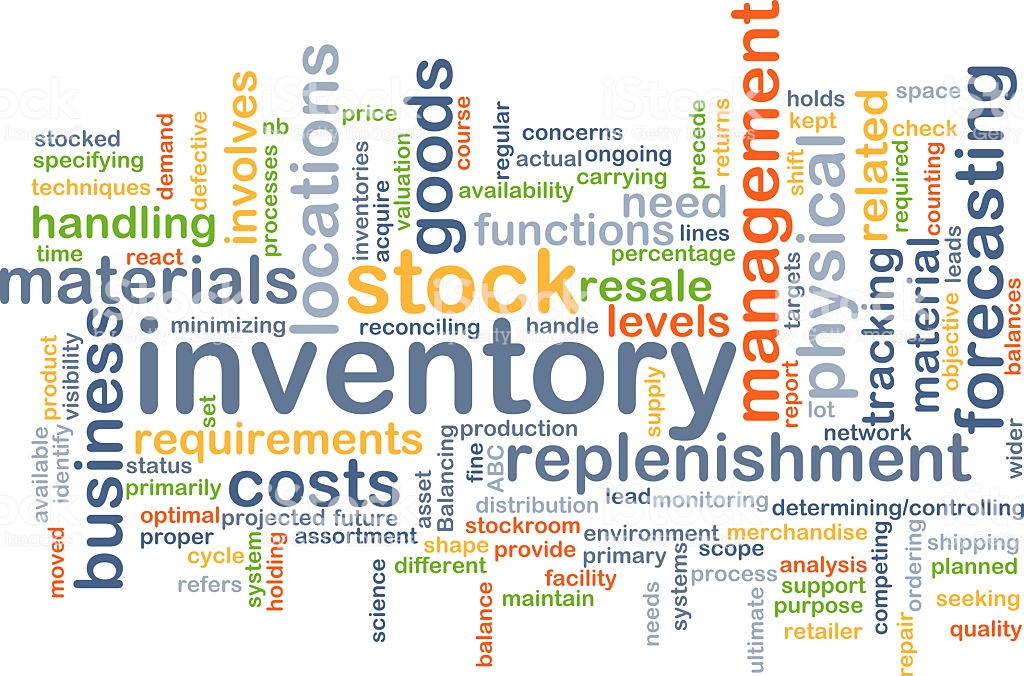 management
locations
goods
forecasting
involves
price
nb
demand
defective
stocked
specifying
techniques
handling
time
react
materials
processes
inventories
acquire
valuation
course
regular
concerns
actual
ongoing
carrying
availability
precede
returns
need
functions
lines
percentage
holds
kept
space
check
shift
physical
related
required
counting
stock
resale
targets
tracking
material
leads
objective
balances
minimizing
reconciling
handle
levels
inventory
business
product
visibility
set
supply
report
lot
network
wider
available
identify
requirements
production
Balancing
fine
ABC
replenishment
status
primarily
costs
asset
lead
monitoring
distribution
determining/controlling
optimal
projected
future
stockroom
environment
merchandise
proper
assortment
moved
cycle
system
holding
shape
provide
primary
scope
competing
ordering
shipping
refers
different
facility
process
analysis
planned
science
balance
maintain
needs
systems
ultimate
support
purpose
retailer
repair
seeking
quality
iStock
Getty Images